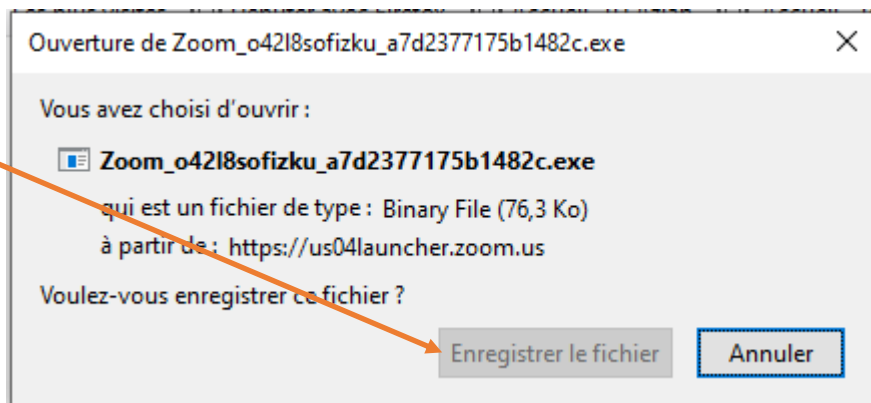 Ouverture de Zoom_o42l8sofizku_a7d2377175b1482c.exe
Vous avez choisi d'ouvrir :
Zoom_o42l8sofizku_a7d2377175b1482c.exe
qui est un fichier de type : Binary File (76,3 Ko)
à partir de : https://us04launcher.zoom.us
Voulez-vous enregistrer ce fichier ?
Enregistrer le fichier
Annuler